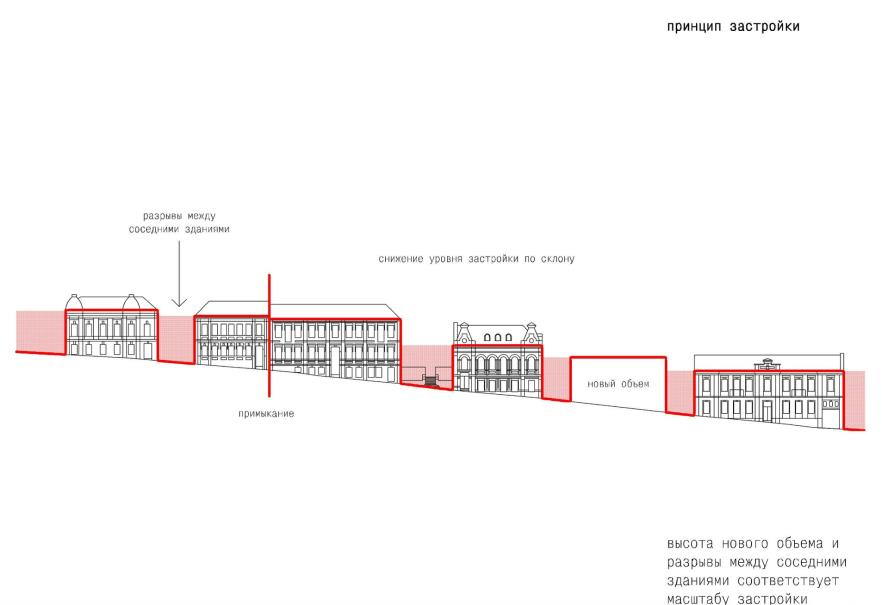 принцип застройки
разрывы между
соседними зданиями
снижение уровня застройки по склону
новый объем
примыкание
высота нового объема и
разрывы между соседними
зданиями соответствует
масштабу застройки